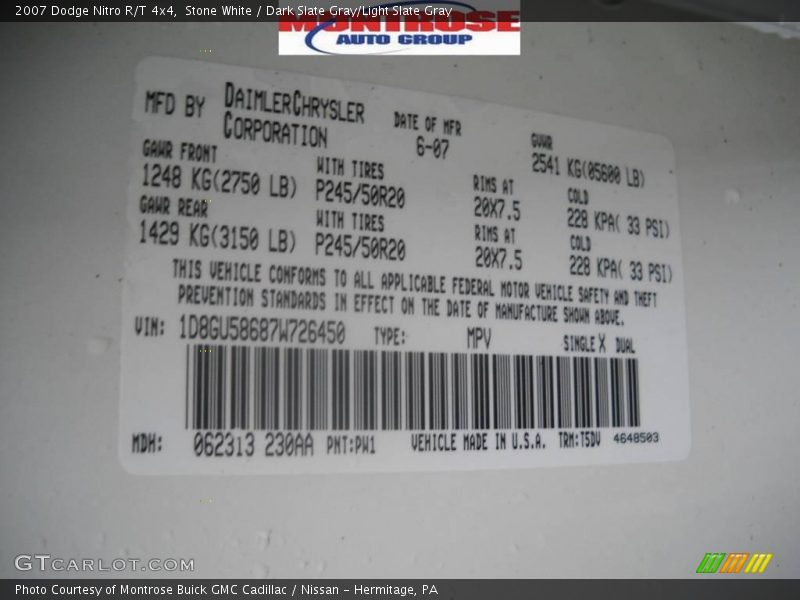 2007 Dodge Nitro R/T 4x4, Stone White / Dark Slate Gray/Light Slate Gray
MONTROSE
AUTO GROUP
MFD BY DAIMLERCHRYSLER CORPORATION
DATE OF MFR 6-07
GVWR 2541 KG(05600 LB)
GAWR FRONT WITH TIRES RIMS AT COLD
1248 KG(2750 LB) P245/50R20 20X7.5 228 KPA( 33 PSI)
GAWR REAR WITH TIRES RIMS AT COLD
1429 KG(3150 LB) P245/50R20 20X7.5 228 KPA( 33 PSI)
THIS VEHICLE CONFORMS TO ALL APPLICABLE FEDERAL MOTOR VEHICLE SAFETY AND THEFT
PREVENTION STANDARDS IN EFFECT ON THE DATE OF MANUFACTURE SHOWN ABOVE.
VIN: 1D8GU58687W726450 TYPE: MPV SINGLE X DUAL
MDH: 062313 230AA PNT:PW1 VEHICLE MADE IN U.S.A. TRM:T5DV 4648503
GTCARLOT.COM
Photo Courtesy of Montrose Buick GMC Cadillac / Nissan - Hermitage, PA